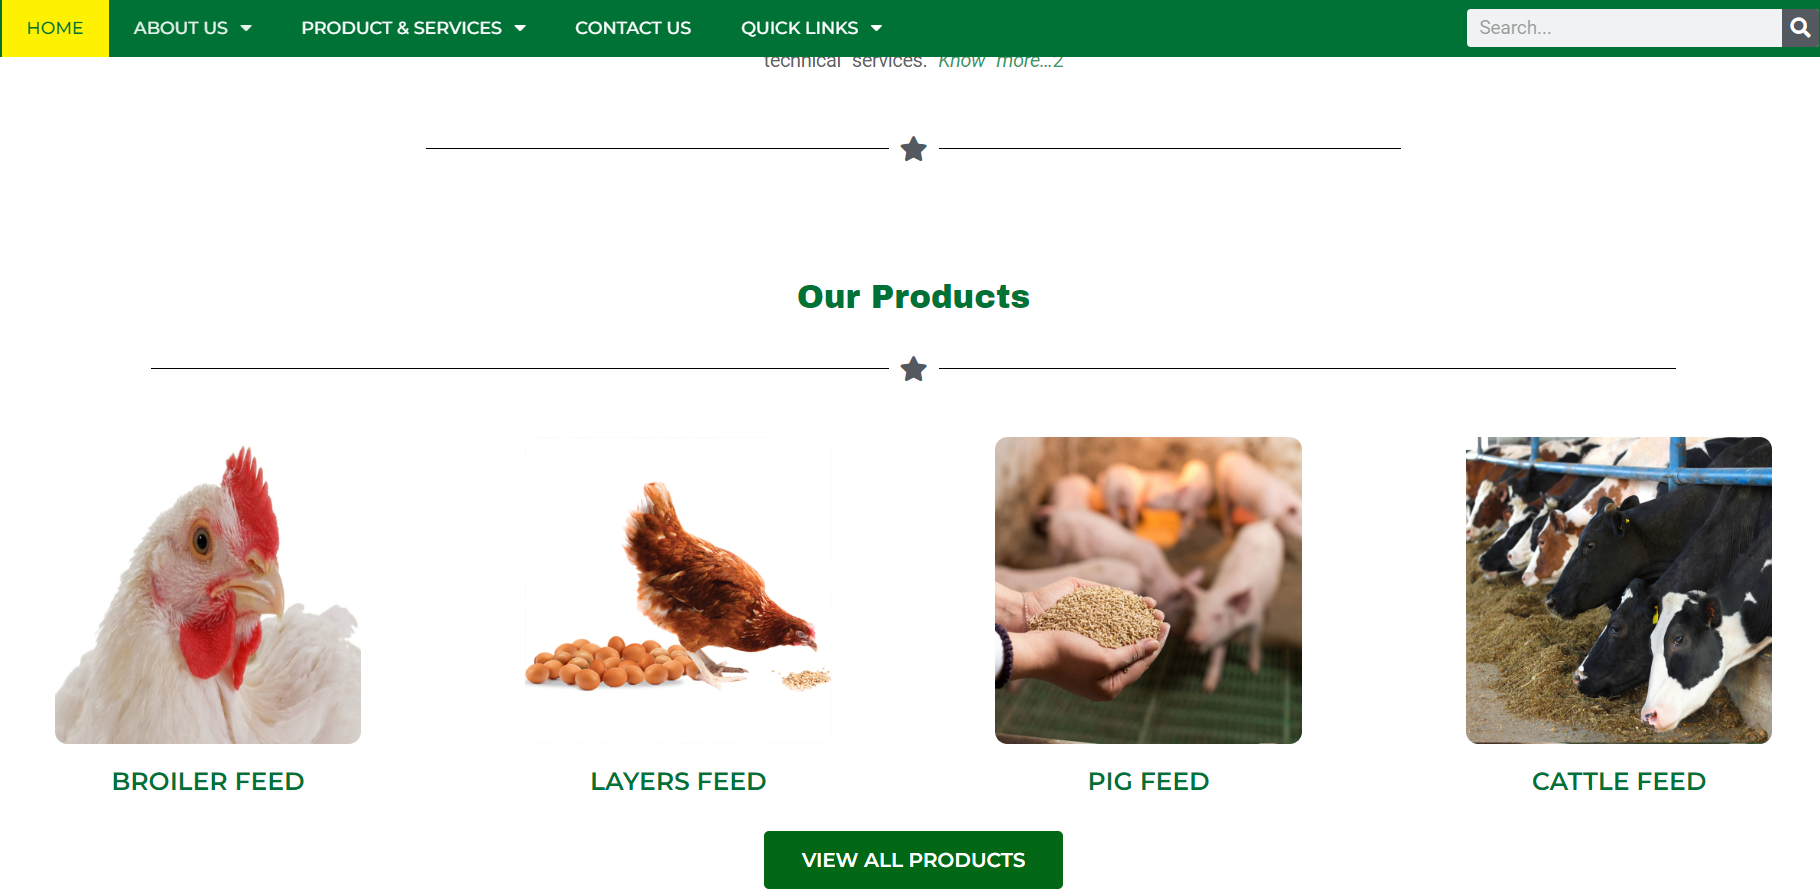 HOME ABOUT US PRODUCT & SERVICES CONTACT US QUICK LINKS Search...
technical services. Know more...2
Our Products
BROILER FEED LAYERS FEED PIG FEED CATTLE FEED
VIEW ALL PRODUCTS